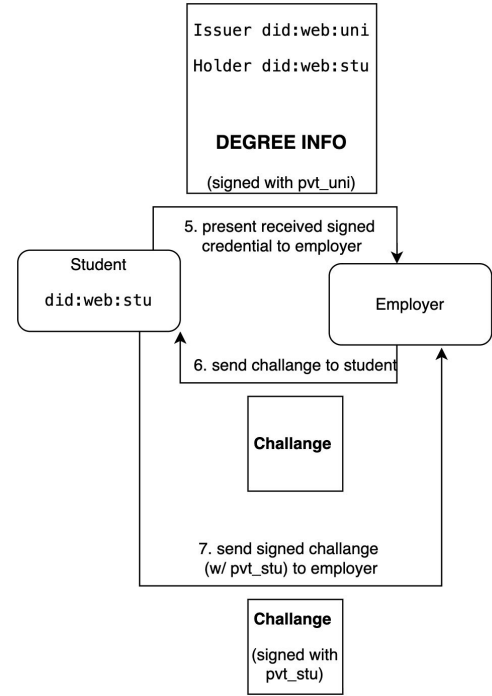 Issuer did:web:uni
Holder did:web:stu
DEGREE INFO
(signed with pvt_uni)
5. present received signed
credential to employer
Student
did:web:stu
Employer
6. send challange to student
Challange
7. send signed challange
(w/ pvt_stu) to employer
Challange
(signed with
pvt_stu)